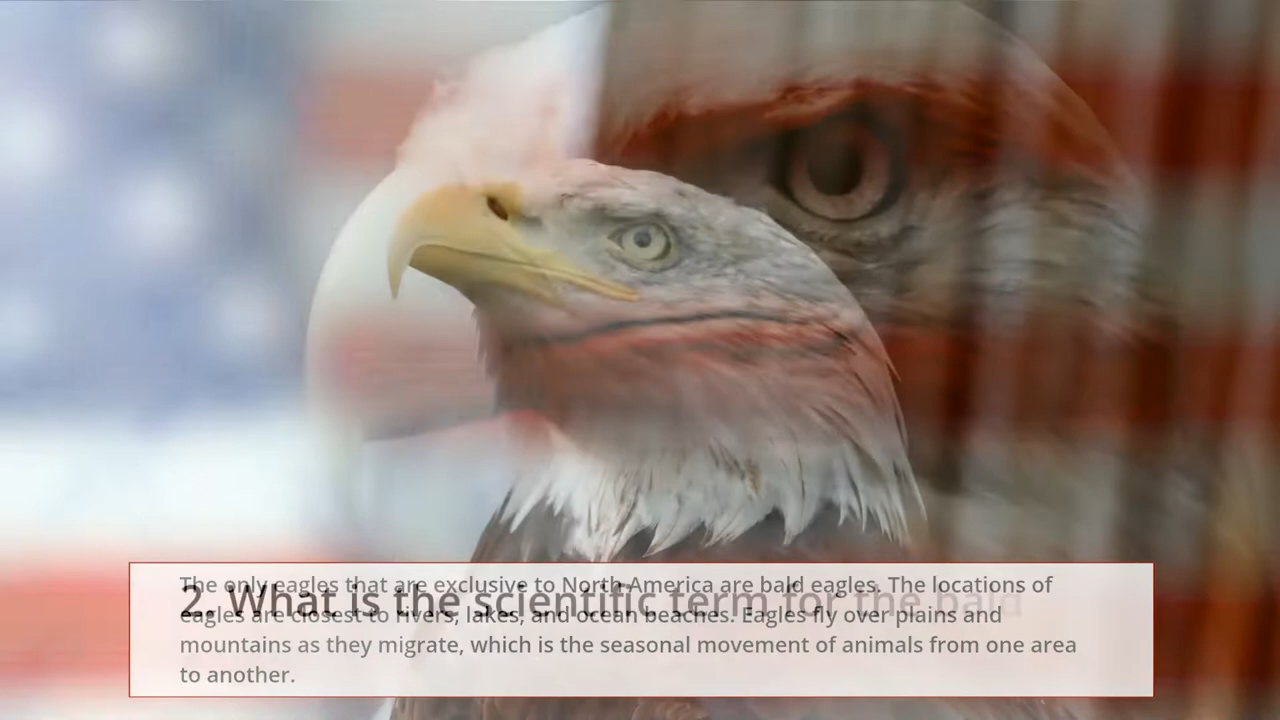 The only eagles that are exclusive to North America are bald eagles. The locations of
2. What is the scientific term for the bald
eagles are closest to rivers, lakes, and ocean beaches. Eagles fly over plains and
mountains as they migrate, which is the seasonal movement of animals from one area
to another.